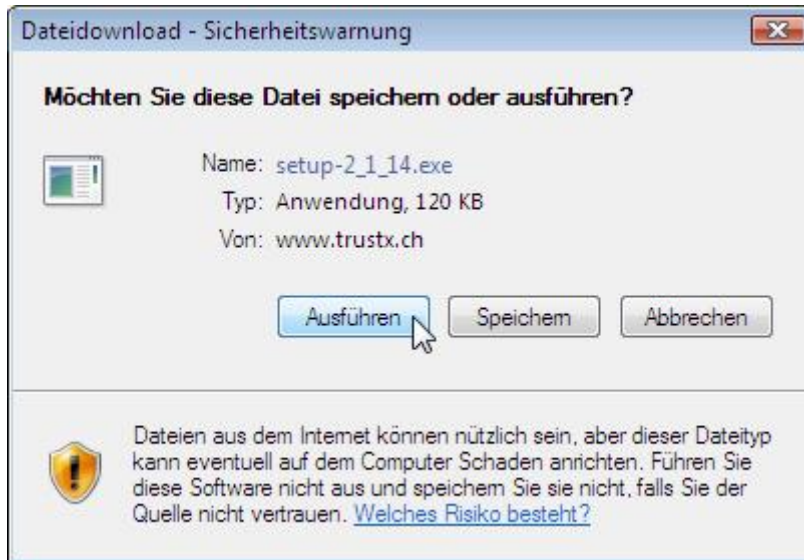 Dateidownload - Sicherheitswarnung
Möchten Sie diese Datei speichern oder ausführen?
Name: setup-2_1_14.exe
Typ: Anwendung, 120 KB
Von: www.trustx.ch
Ausführen Speichern Abbrechen
Dateien aus dem Internet können nützlich sein, aber dieser Dateityp
kann eventuell auf dem Computer Schaden anrichten. Führen Sie
diese Software nicht aus und speichern Sie sie nicht, falls Sie der
Quelle nicht vertrauen. Welches Risiko besteht?